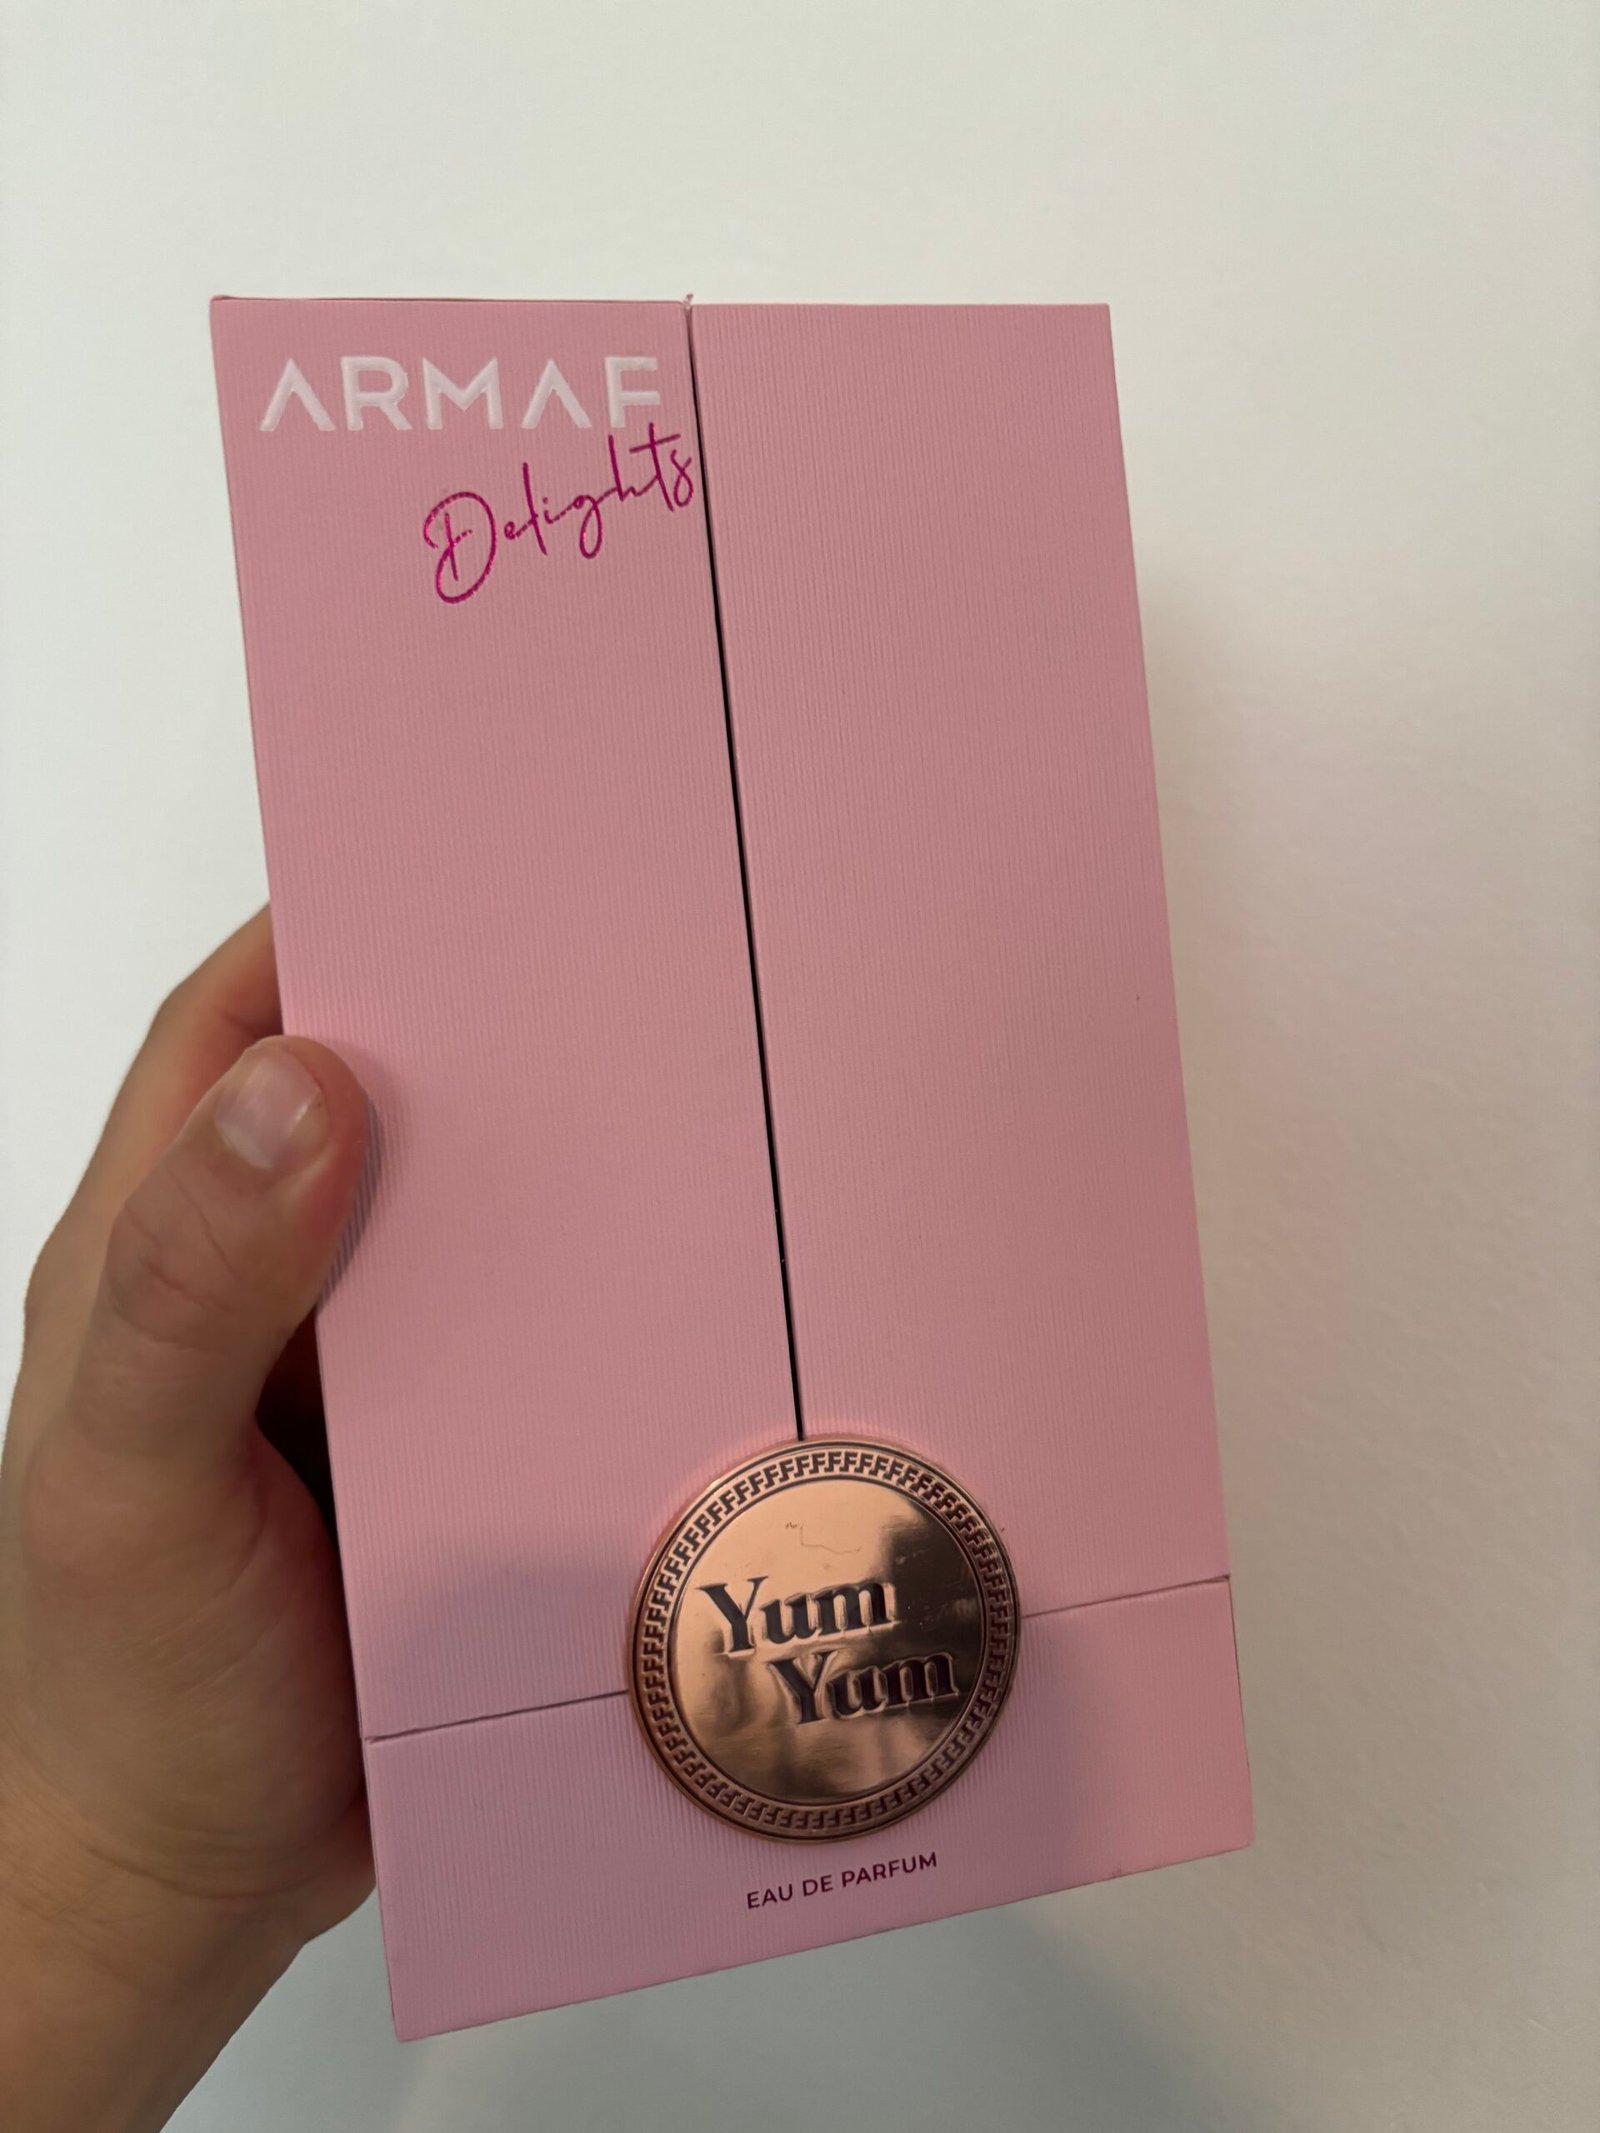 ARMAF
Delights
Yum
Yum
EAU DE PARFUM